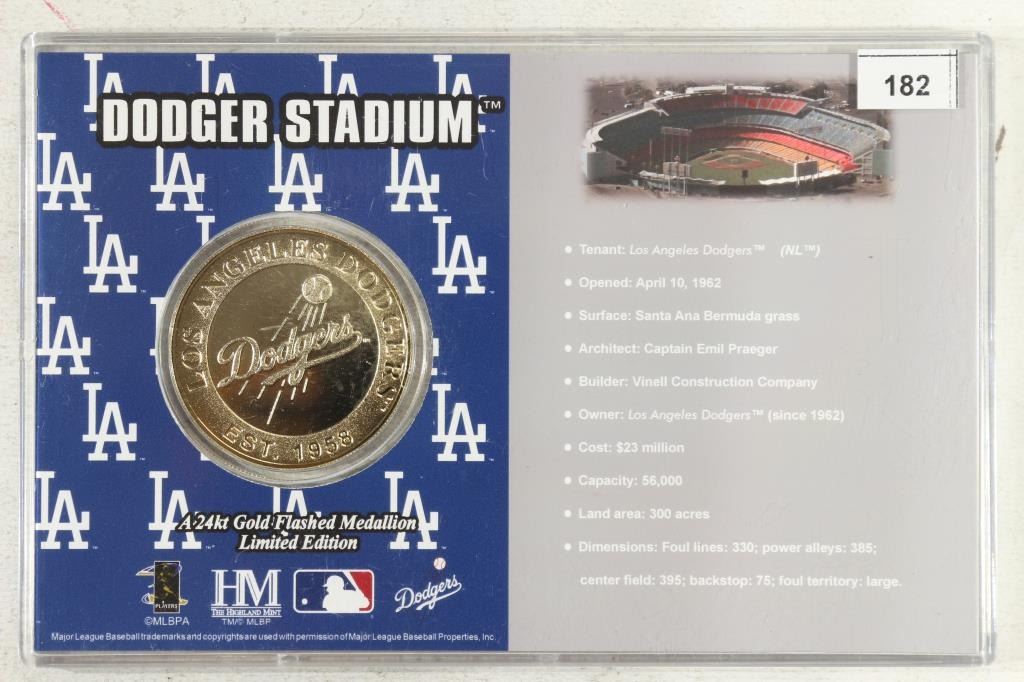 DODGER STADIUM™
LOS ANGELES DODGERS
Dodgers
EST. 1958
A 24kt Gold Flashed Medallion
Limited Edition
PLAYERS
©MLBPA
HM
THE HIGHLAND MINT
TM/© MLBP
Dodgers
Major League Baseball trademarks and copyrights are used with permission of Major League Baseball Properties, Inc.
182
• Tenant: Los Angeles Dodgers™ (NL™)
• Opened: April 10, 1962
• Surface: Santa Ana Bermuda grass
• Architect: Captain Emil Praeger
• Builder: Vinell Construction Company
• Owner: Los Angeles Dodgers™ (since 1962)
• Cost: $23 million
• Capacity: 56,000
• Land area: 300 acres
• Dimensions: Foul lines: 330; power alleys: 385;
center field: 395; backstop: 75; foul territory: large.